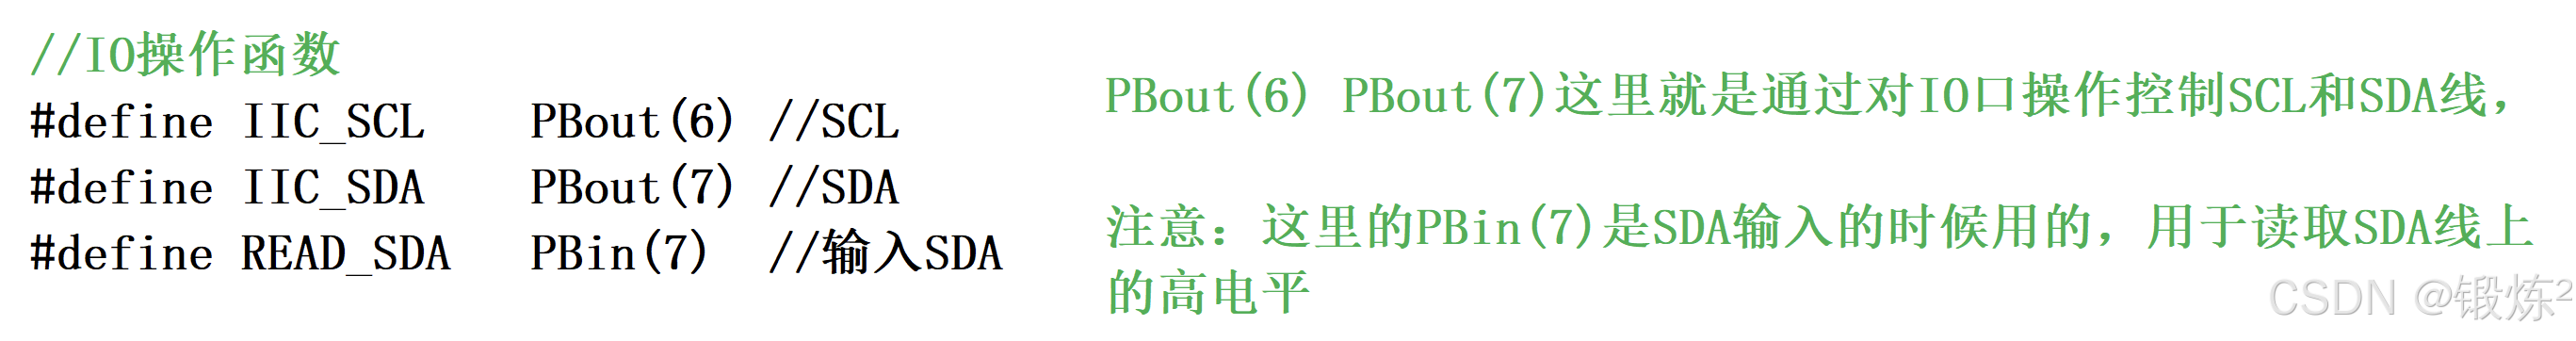 //IO操作函数
#define IIC_SCL    PBout(6) //SCL
#define IIC_SDA    PBout(7) //SDA
#define READ_SDA   PBin(7)  //输入SDA
PBout(6) PBout(7)这里就是通过对IO口操作控制SCL和SDA线，
注意：这里的PBin(7)是SDA输入的时候用的，用于读取SDA线上
的高电平
CSDN @锻炼²